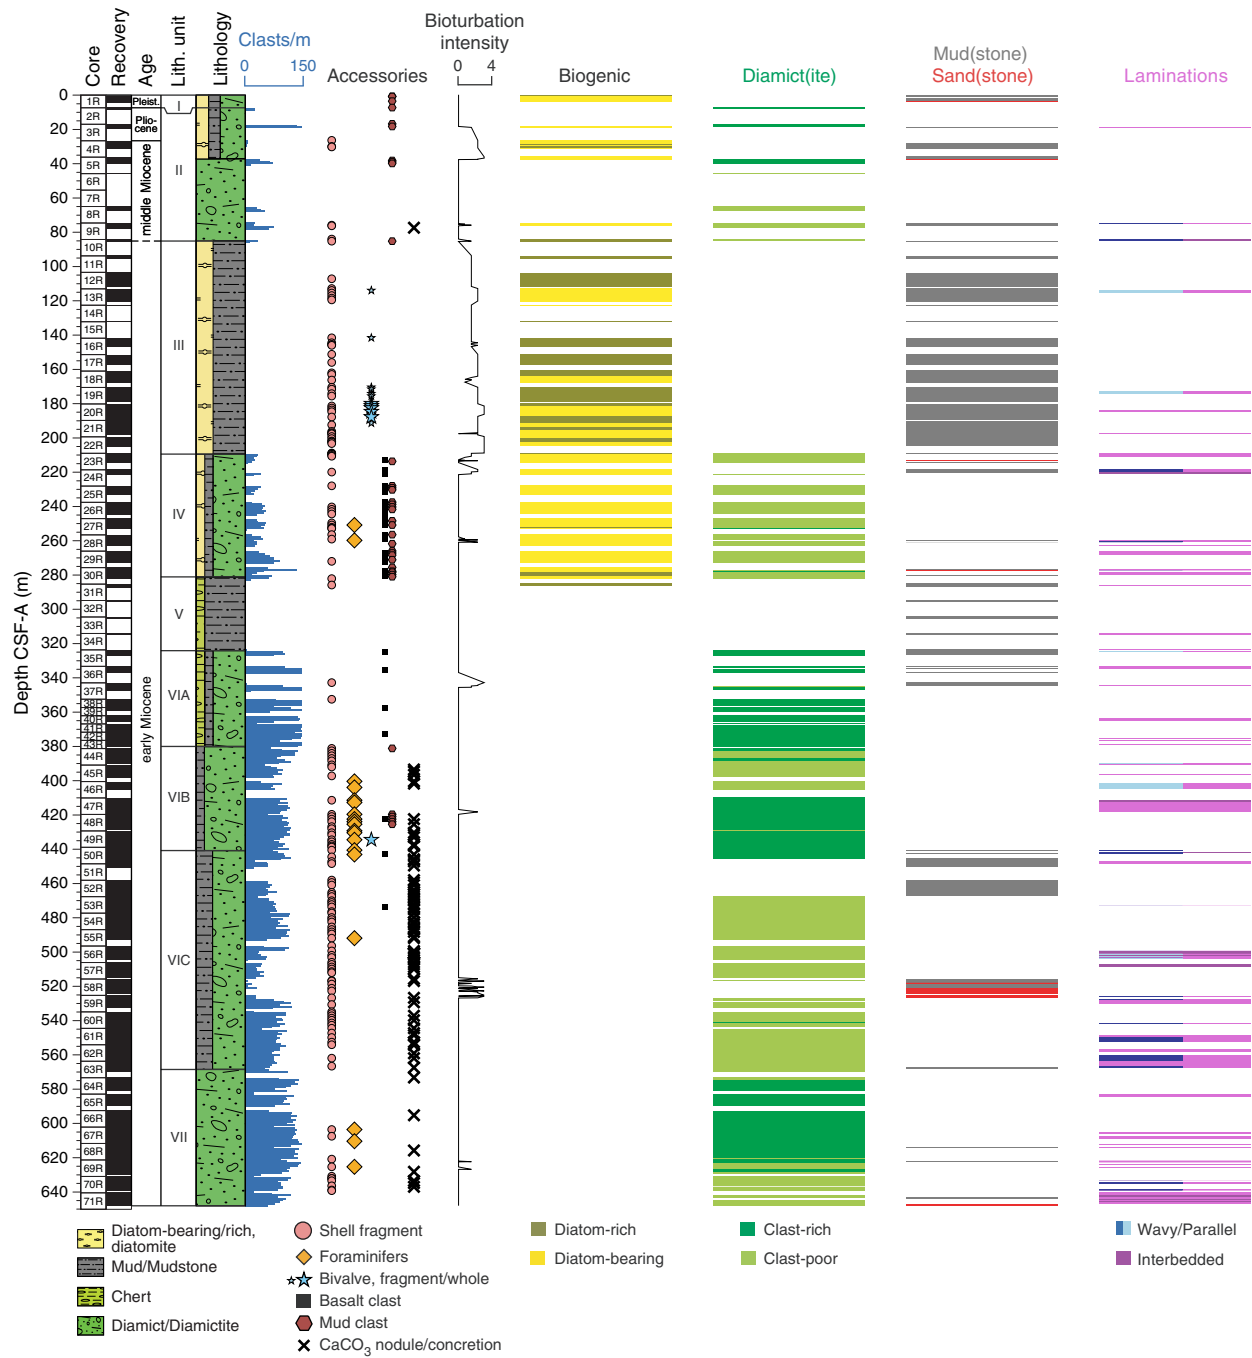 Core
Recovery
Age
Lith. unit
Lithology
Clasts/m
0 150
Accessories
Bioturbation
intensity
0 4
Biogenic
Diamict(ite)
Mud(stone)
Sand(stone)
Laminations
Depth CSF-A (m)
0
20
40
60
80
100
120
140
160
180
200
220
240
260
280
300
320
340
360
380
400
420
440
460
480
500
520
540
560
580
600
620
640
1R
2R
3R
4R
5R
6R
7R
8R
9R
10R
11R
12R
13R
14R
15R
16R
17R
18R
19R
20R
21R
22R
23R
24R
25R
26R
27R
28R
29R
30R
31R
32R
33R
34R
35R
36R
37R
38R
39R
40R
41R
42R
43R
44R
45R
46R
47R
48R
49R
50R
51R
52R
53R
54R
55R
56R
57R
58R
59R
60R
61R
62R
63R
64R
65R
66R
67R
68R
69R
70R
71R
Pleist.
Plio-
cene
middle Miocene
early Miocene
I
II
III
IV
V
VIA
VIB
VIC
VII
Diatom-bearing/rich,
diatomite
Mud/Mudstone
Chert
Diamict/Diamictite
Shell fragment
Foraminifers
Bivalve, fragment/whole
Basalt clast
Mud clast
CaCO3 nodule/concretion
Diatom-rich
Diatom-bearing
Clast-rich
Clast-poor
Wavy/Parallel
Interbedded